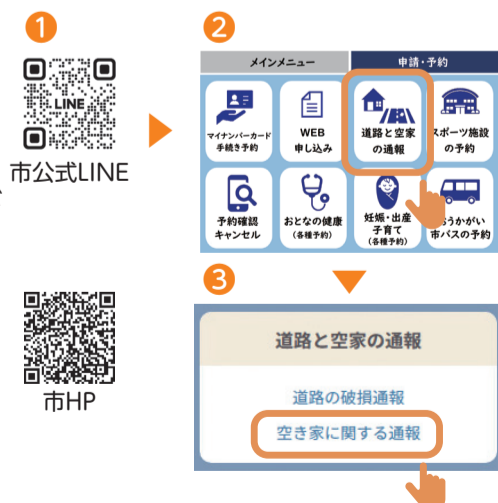 1
LINE
市公式LINE
市HP
2
メインメニュー
申請・予約
マイナンバーカード
手続き予約
WEB
申し込み
道路と空家
の通報
スポーツ施設
の予約
予約確認
キャンセル
おとなの健康
(各種予約)
妊娠・出産
子育て
(各種予約)
うかがい
市バスの予約
3
道路と空家の通報
道路の破損通報
空き家に関する通報